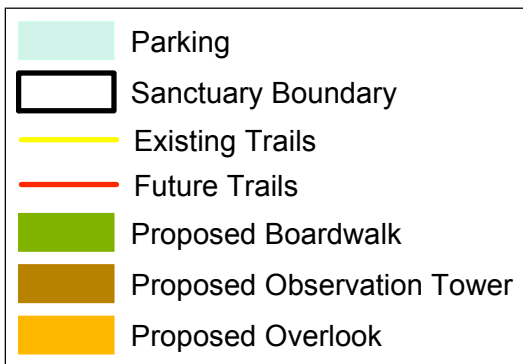 Parking
Sanctuary Boundary
Existing Trails
Future Trails
Proposed Boardwalk
Proposed Observation Tower
Proposed Overlook